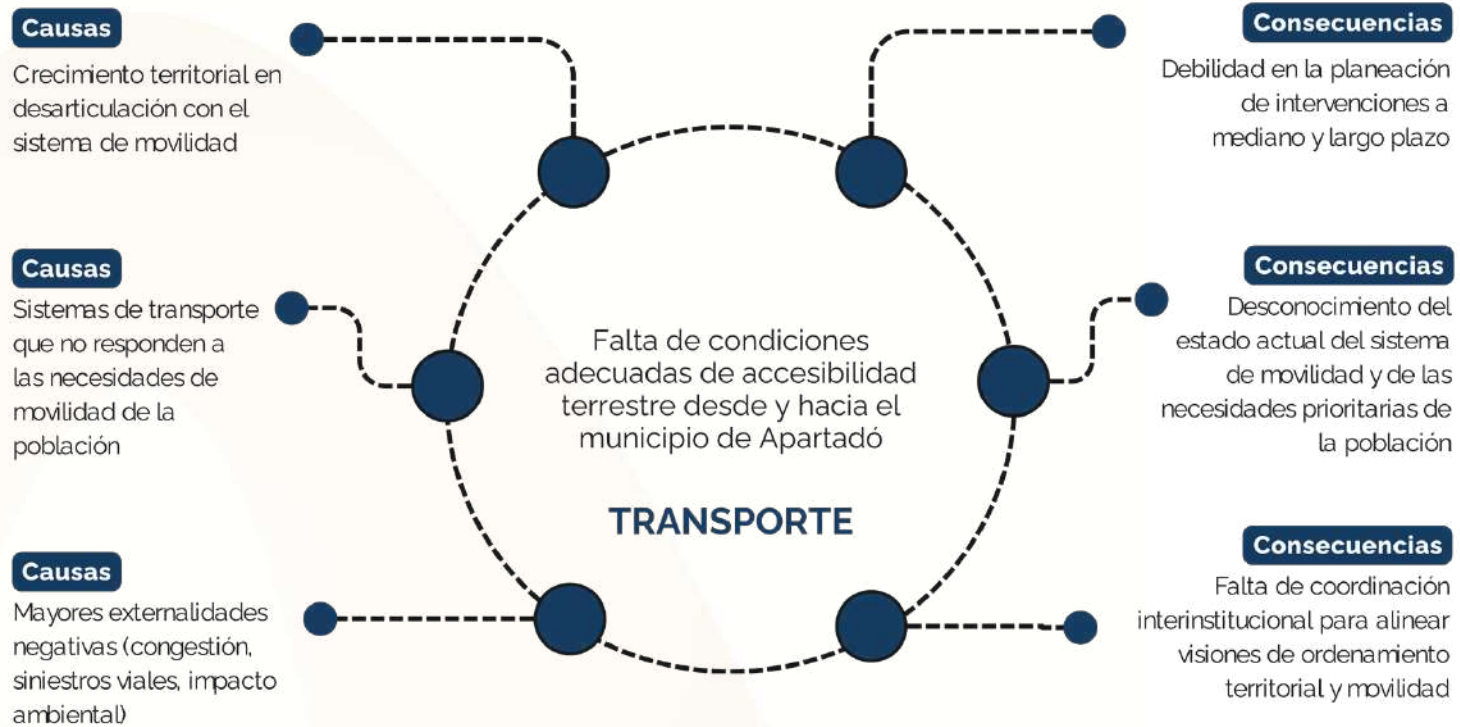 Causas
Crecimiento territorial en
desarticulación con el
sistema de movilidad
Causas
Sistemas de transporte
que no responden a
las necesidades de
movilidad de la
población
Causas
Mayores externalidades
negativas (congestión,
siniestros viales, impacto
ambiental)
Falta de condiciones
adecuadas de accesibilidad
terrestre desde y hacia el
municipio de Apartadó
TRANSPORTE
Consecuencias
Debilidad en la planeación
de intervenciones a
mediano y largo plazo
Consecuencias
Desconocimiento del
estado actual del sistema
de movilidad y de las
necesidades prioritarias de
la población
Consecuencias
Falta de coordinación
interinstitucional para alinear
visiones de ordenamiento
territorial y movilidad